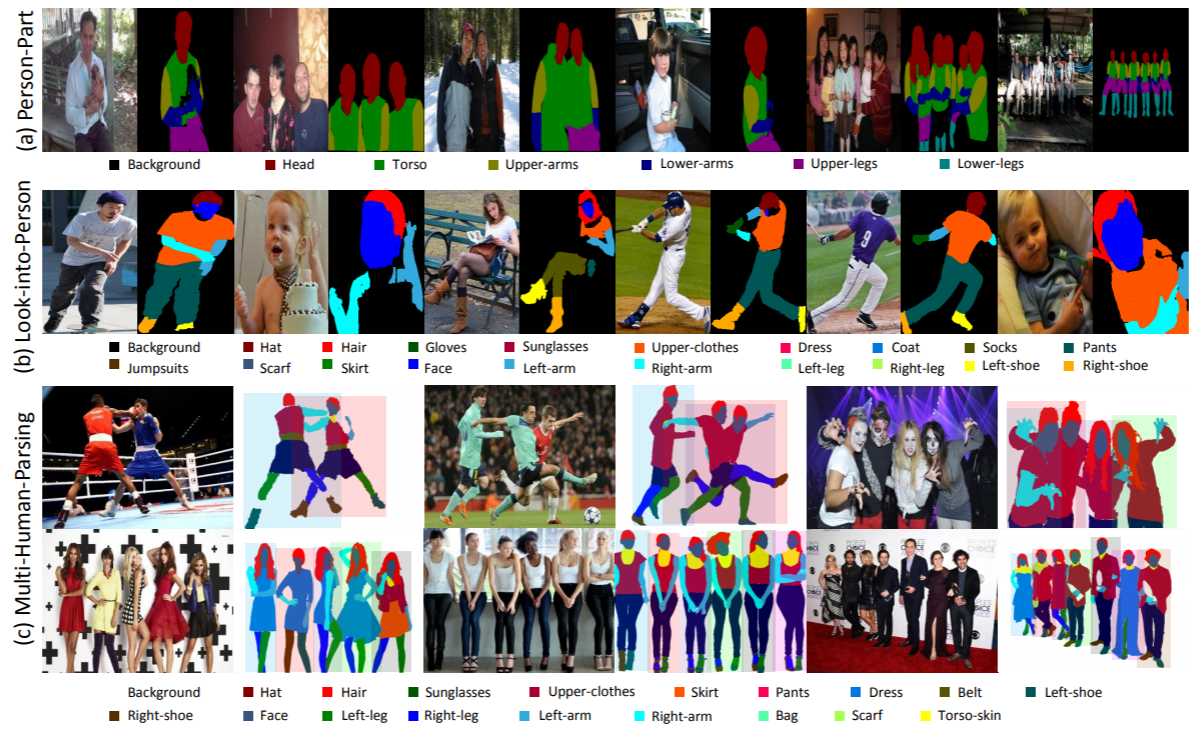 (a) Person-Part
Background Head Torso Upper-arms Lower-arms Upper-legs Lower-legs
(b) Look-into-Person
9
Background Hat Hair Gloves Sunglasses Upper-clothes Dress Coat Socks Pants
Jumpsuits Scarf Skirt Face Left-arm Right-arm Left-leg Right-leg Left-shoe Right-shoe
(c) Multi-Human-Parsing
Background Hat Hair Sunglasses Upper-clothes Skirt Pants Dress Belt Left-shoe
Right-shoe Face Left-leg Right-leg Left-arm Right-arm Bag Scarf Torso-skin